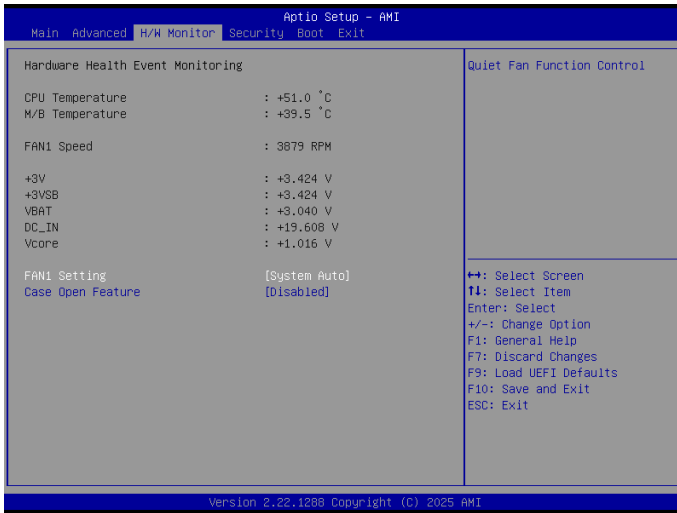 Aptio Setup - AMI
Main Advanced H/W Monitor Security Boot Exit
Hardware Health Event Monitoring
CPU Temperature : +51.0 °C
M/B Temperature : +39.5 °C
FAN1 Speed : 3879 RPM
+3V : +3.424 V
+3VSB : +3.424 V
VBAT : +3.040 V
DC_IN : +19.608 V
Vcore : +1.016 V
FAN1 Setting [System Auto]
Case Open Feature [Disabled]
Quiet Fan Function Control
↔: Select Screen
↑↓: Select Item
Enter: Select
+/-: Change Option
F1: General Help
F7: Discard Changes
F9: Load UEFI Defaults
F10: Save and Exit
ESC: Exit
Version 2.22.1288 Copyright (C) 2025 AMI